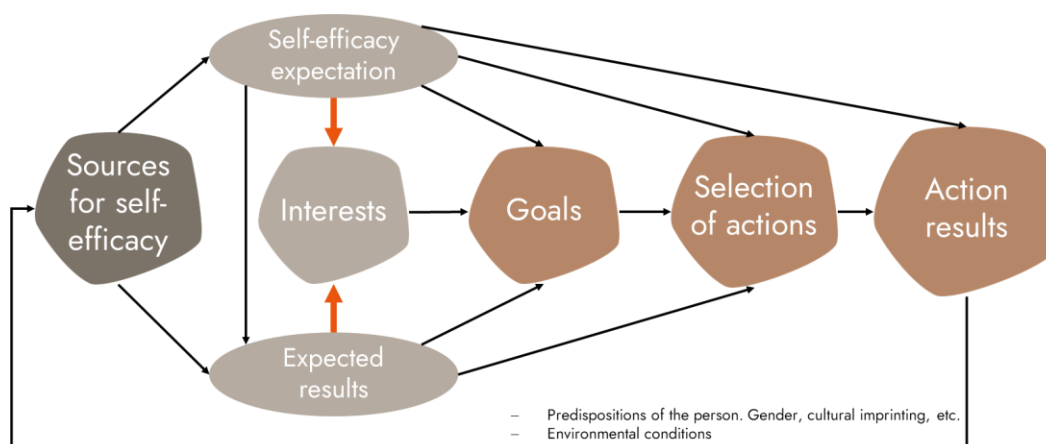 Self-efficacy
expectation
Sources
for self-
efficacy
Interests
Goals
Selection
of actions
Action
results
Expected
results
– Predispositions of the person. Gender, cultural imprinting, etc.
– Environmental conditions